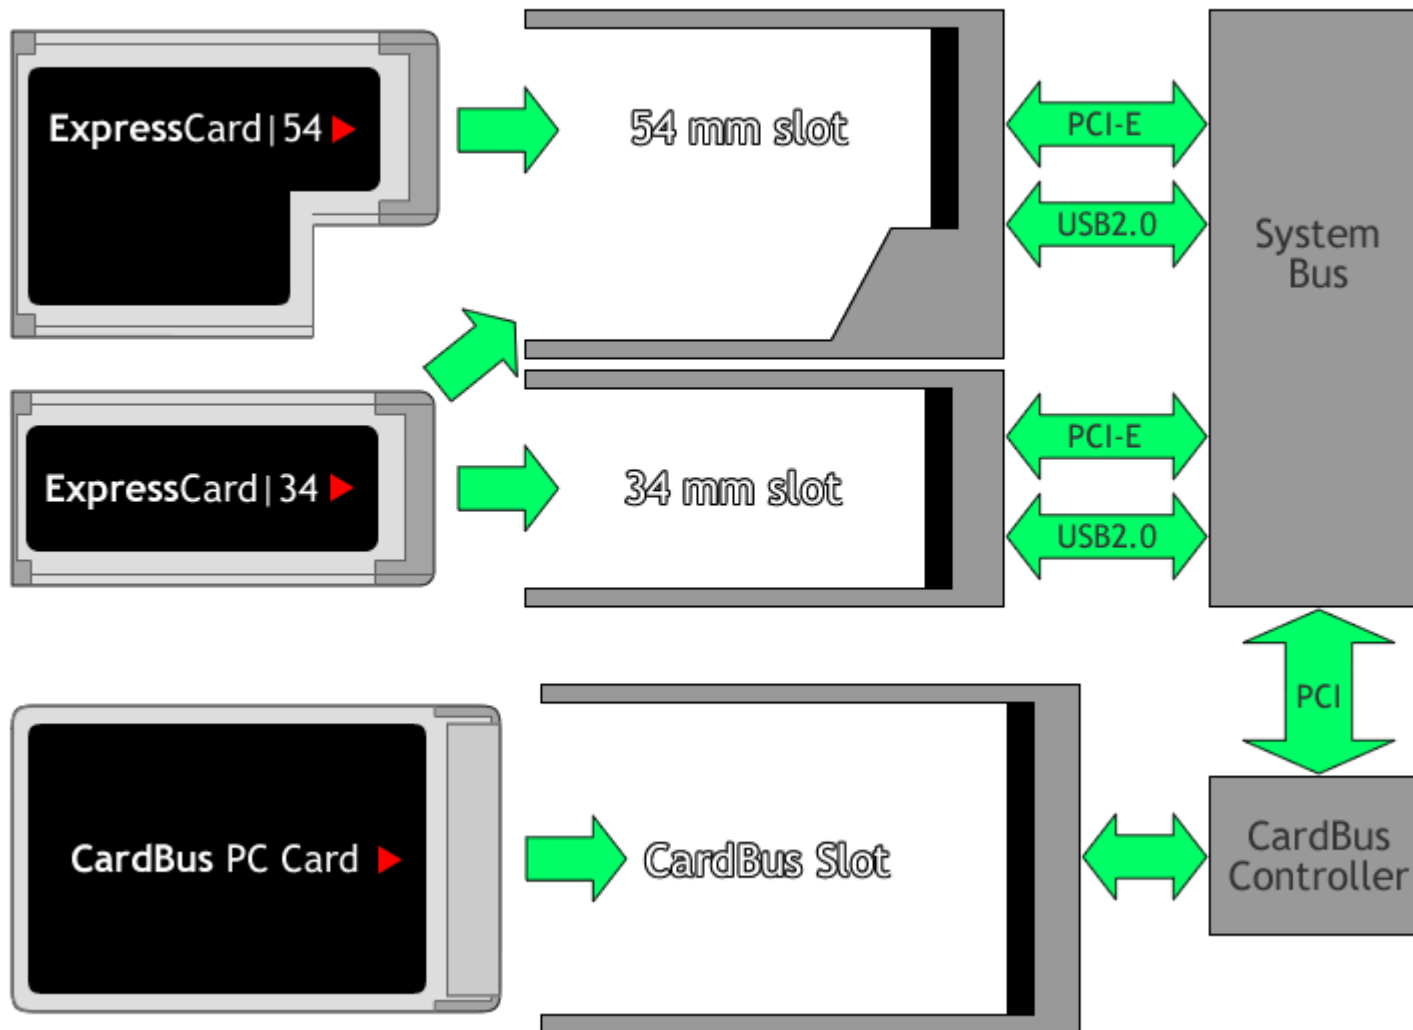 ExpressCard|54
54 mm slot
PCI-E
USB2.0
System
Bus
ExpressCard|34
34 mm slot
PCI-E
USB2.0
PCI
CardBus PC Card
CardBus Slot
CardBus
Controller